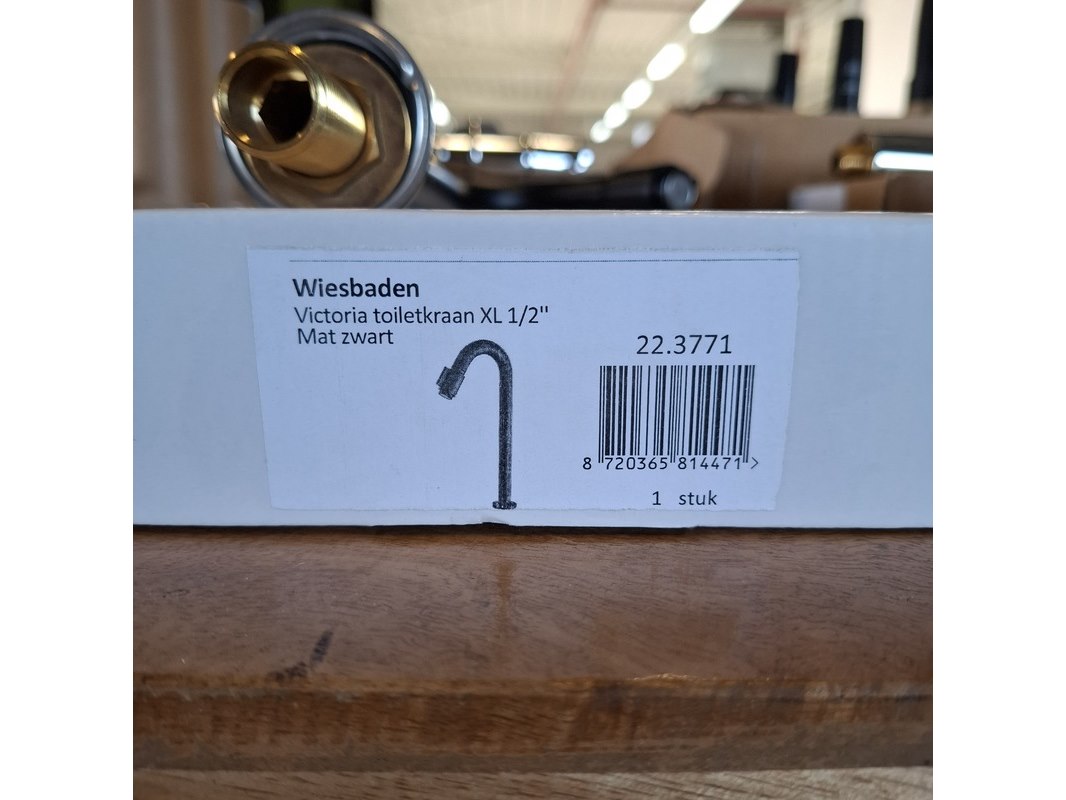 Wiesbaden
Victoria toiletkraan XL 1/2"
Mat zwart
22.3771
8 720365 814471 >
1 stuk